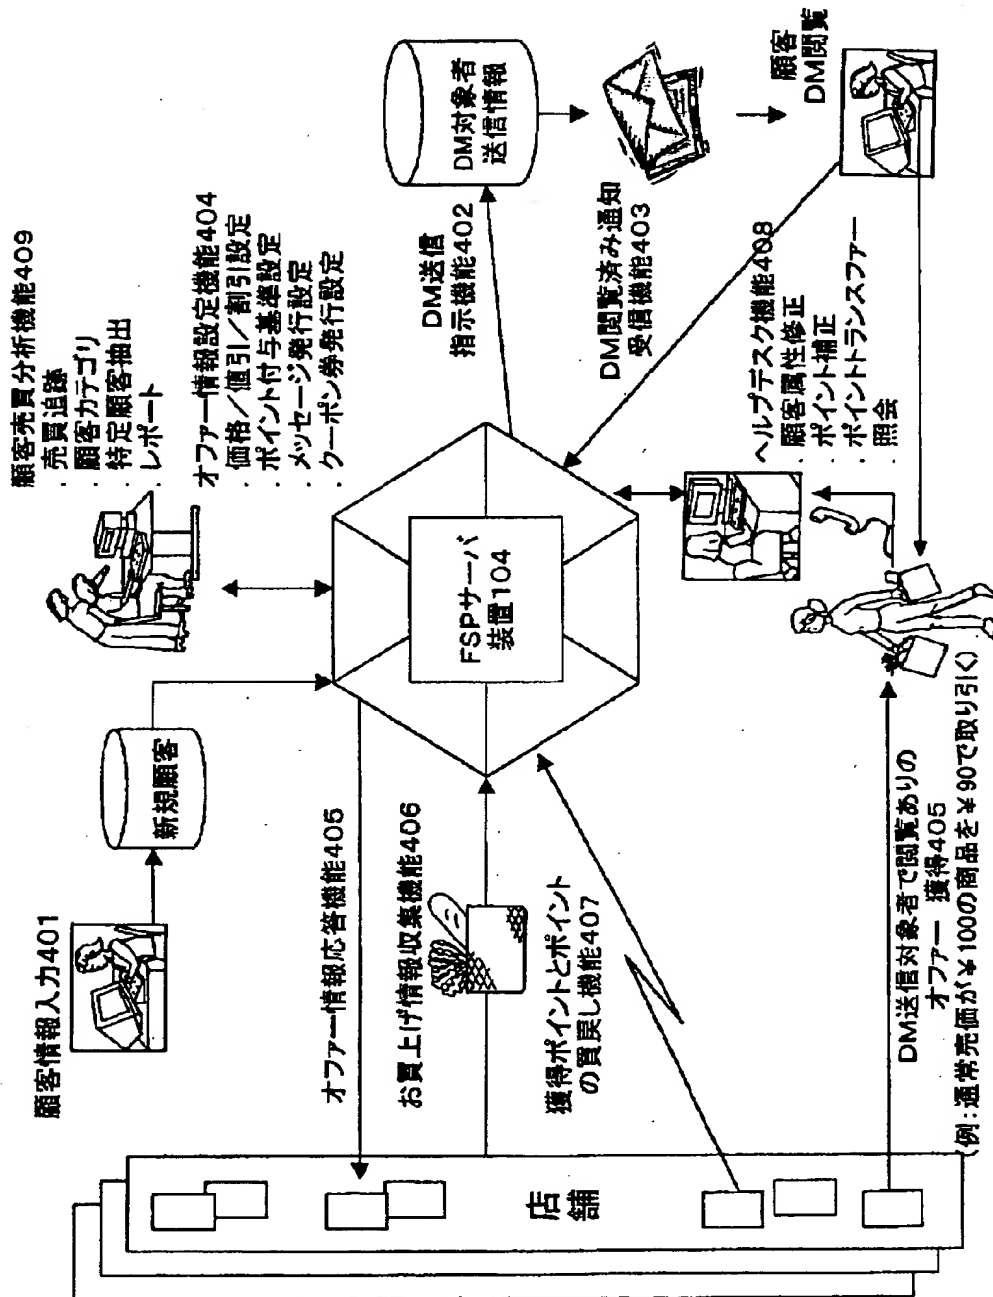 顧客情報入力401
新規顧客
顧客売買分析機能409
. 売買追跡
. 顧客カテゴリ
. 特定顧客抽出
. レポート
オファー情報設定機能404
. 価格/値引/割引設定
. ポイント付与基準設定
. メッセージ発行設定
. クーポン券発行設定
DM送信
指示機能402
DM対象者
送信情報
顧客
DM閲覧
DM閲覧済み通知
受信機能403
FSPサーバ
装置104
ヘルプデスク機能408
. 顧客属性修正
. ポイント補正
. ポイントトランスファー
. 照会
オファー情報応答機能405
お買上げ情報収集機能406
獲得ポイントとポイント
の買戻し機能407
店舗
DM送信対象者で閲覧ありの
オファー 獲得405
(例:通常売価が¥100の商品を¥90で取り引く)